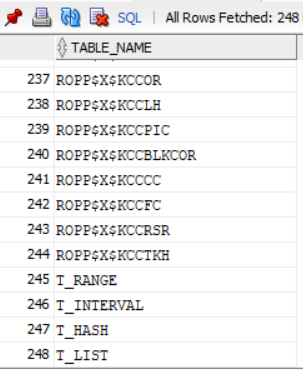 SQL | All Rows Fetched: 248
TABLE_NAME
237 ROPP$X$KCCOR
238 ROPP$X$KCCLH
239 ROPP$X$KCCPIC
240 ROPP$X$KCCBLKCOR
241 ROPP$X$KCCCC
242 ROPP$X$KCCFC
243 ROPP$X$KCCRSR
244 ROPP$X$KCCTKH
245 T_RANGE
246 T_INTERVAL
247 T_HASH
248 T_LIST